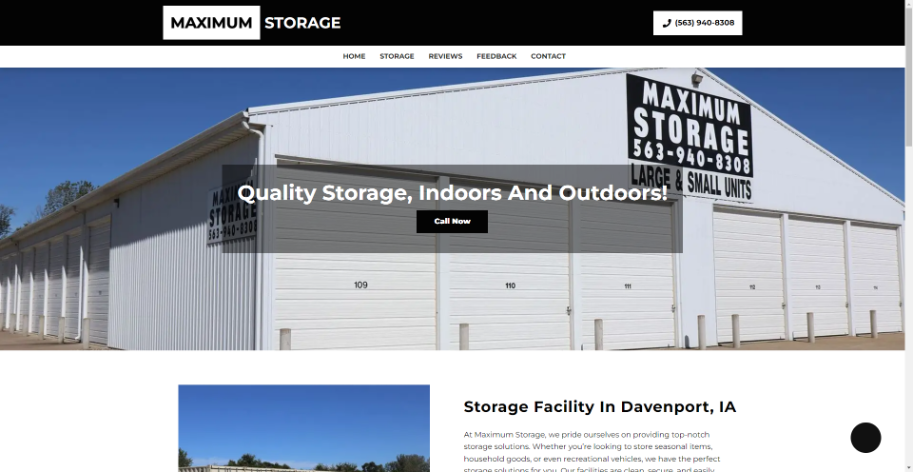 MAXIMUM STORAGE
(563) 940-8308
HOME STORAGE REVIEWS FEEDBACK CONTACT
MAXIMUM
STORAGE
563-940-8308
LARGE & SMALL UNITS
MAXIMUM
STORAGE
563-940-8308
Quality Storage, Indoors And Outdoors!
Call Now
109
110
111
112
Storage Facility In Davenport, IA
At Maximum Storage, we pride ourselves on providing top-notch
storage solutions. Whether you're looking to store seasonal items,
household goods, or even recreational vehicles, we have the perfect
storage solutions for you. Our facilities are clean, secure, and easily